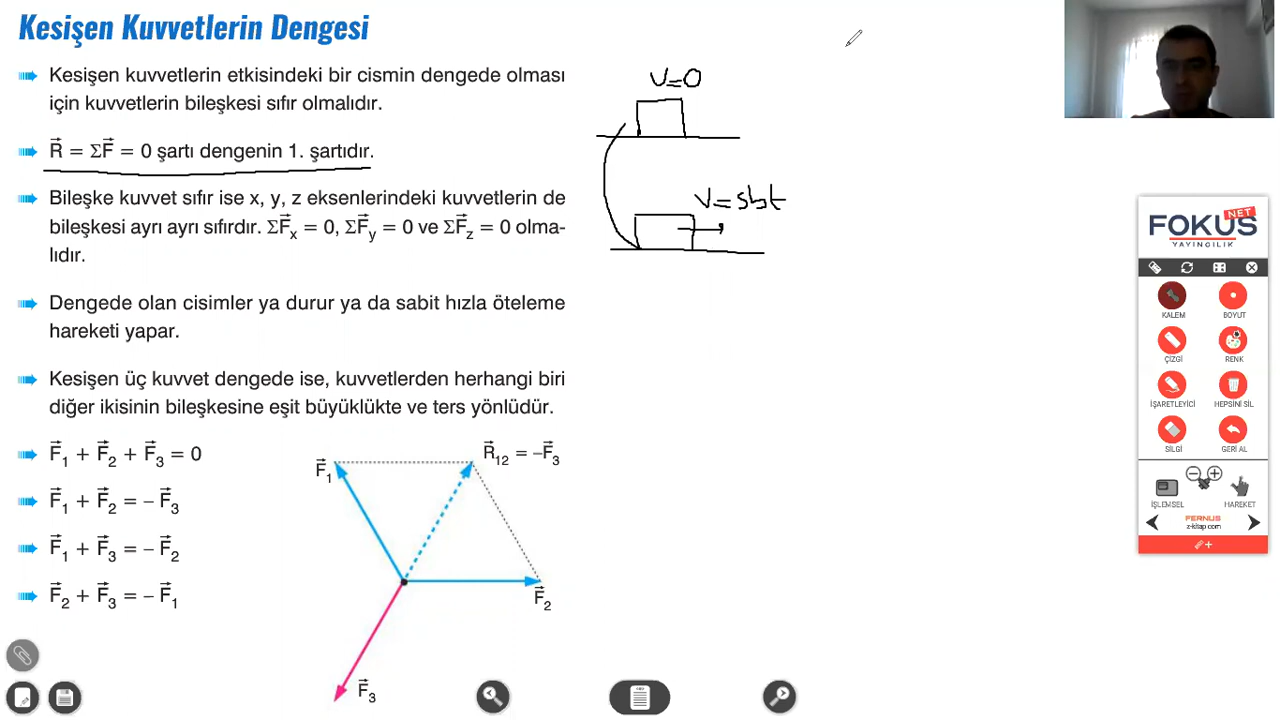 Kesişen Kuvvetlerin Dengesi
Kesişen kuvvetlerin etkisindeki bir cismin dengede olması
için kuvvetlerin bileşkesi sıfır olmalıdır.
R⃗ = ΣF⃗ = 0 şartı dengenin 1. şartıdır.
Bileşke kuvvet sıfır ise x, y, z eksenlerindeki kuvvetlerin de
bileşkesi ayrı ayrı sıfırdır. ΣF⃗x = 0, ΣF⃗y = 0 ve ΣF⃗z = 0 olma-
lıdır.
Dengede olan cisimler ya durur ya da sabit hızla öteleme
hareketi yapar.
Kesişen üç kuvvet dengede ise, kuvvetlerden herhangi biri
diğer ikisinin bileşkesine eşit büyüklükte ve ters yönlüdür.
F⃗1 + F⃗2 + F⃗3 = 0
F⃗1 + F⃗2 = – F⃗3
F⃗1 + F⃗3 = – F⃗2
F⃗2 + F⃗3 = – F⃗1
F⃗1
R⃗12 = –F⃗3
F⃗2
F⃗3
V=0
V=sbt
FOKUS
NET
YAYINCILIK
KALEM
BOYUT
ÇİZGİ
RENK
İŞARETLEYİCİ
HEPSİNİ SİL
SİLGİ
GERİ AL
İŞLEMSEL
HAREKET
FERNUS
z-kitap.com